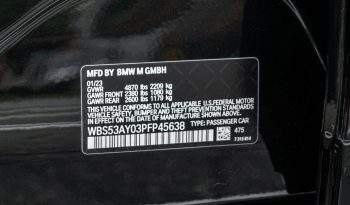 MFD BY BMW M GMBH
01/23
GVWR 4870 lbs 2209 kg
GAWR FRONT 2380 lbs 1080 kg
GAWR REAR 2600 lbs 1179 kg
THIS VEHICLE CONFORMS TO ALL APPLICABLE U.S. FEDERAL MOTOR
VEHICLE SAFETY, BUMPER, AND THEFT PREVENTION STANDARDS IN
EFFECT ON THE DATE OF MANUFACTURE SHOWN ABOVE.
WBS53AY03PFP45638 475
TYPE: PASSENGER CAR